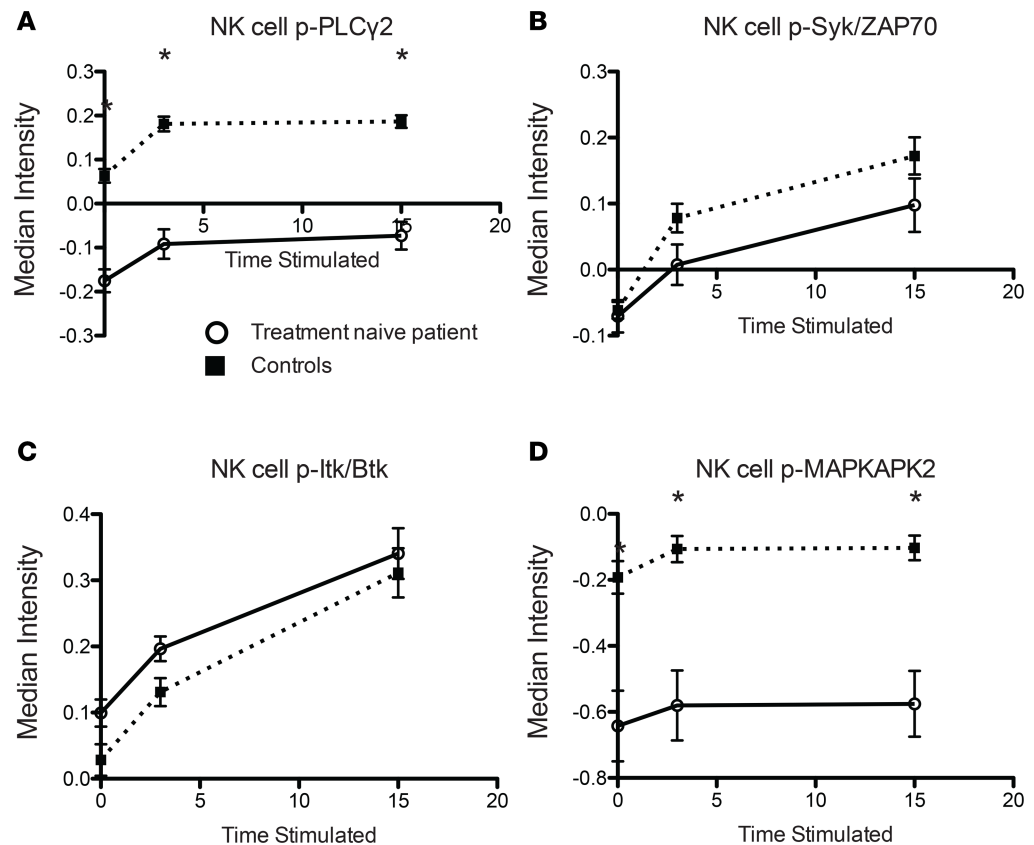 A
NK cell p-PLCγ2
*
*
*
Median Intensity
0.3
0.2
0.1
0.0
-0.1
-0.2
-0.3
5
10
15
20
Time Stimulated
Treatment naive patient
Controls
B
NK cell p-Syk/ZAP70
Median Intensity
0.3
0.2
0.1
0.0
-0.1
5
10
15
20
Time Stimulated
C
NK cell p-Itk/Btk
Median Intensity
0.4
0.3
0.2
0.1
0.0
0
5
10
15
20
Time Stimulated
D
NK cell p-MAPKAPK2
*
*
*
Median Intensity
0.0
-0.2
-0.4
-0.6
-0.8
0
5
10
15
20
Time Stimulated